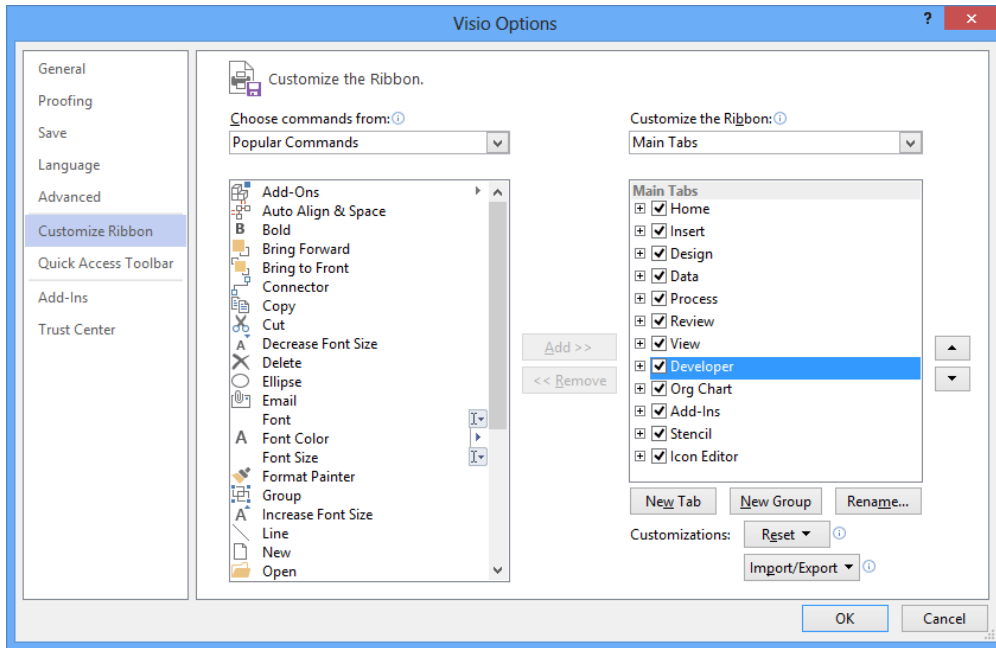 Visio Options
?
General
Proofing
Save
Language
Advanced
Customize Ribbon
Quick Access Toolbar
Add-Ins
Trust Center
Customize the Ribbon.
Choose commands from:
Popular Commands
Add-Ons
Auto Align & Space
B Bold
Bring Forward
Bring to Front
Connector
Copy
Cut
A Decrease Font Size
Delete
Ellipse
Email
Font
A Font Color
Font Size
Format Painter
Group
A Increase Font Size
Line
New
Open
Add >>
<< Remove
Customize the Ribbon:
Main Tabs
Main Tabs
Home
Insert
Design
Data
Process
Review
View
Developer
Org Chart
Add-Ins
Stencil
Icon Editor
New Tab New Group Rename...
Customizations: Reset
Import/Export
OK Cancel